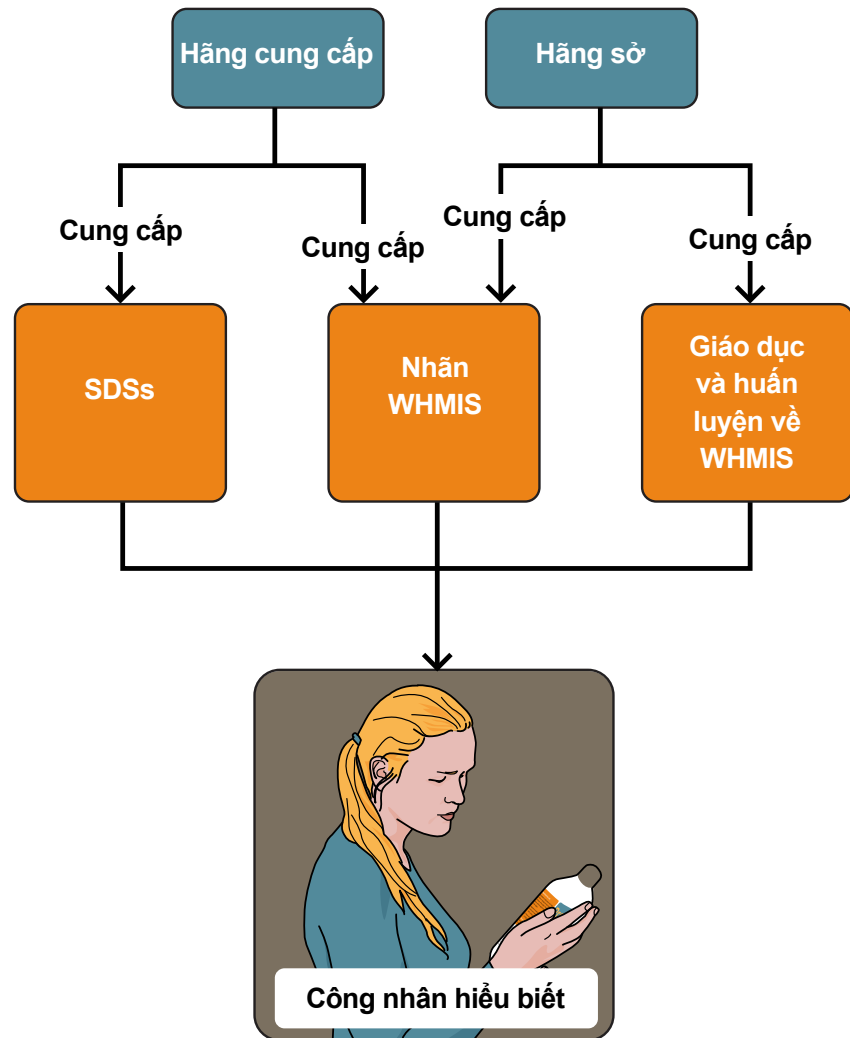 Hãng cung cấp
Hãng sở
Cung cấp
Cung cấp
Cung cấp
Cung cấp
SDSs
Nhãn
WHMIS
Giáo dục
và huấn
luyện về
WHMIS
Công nhân hiểu biết